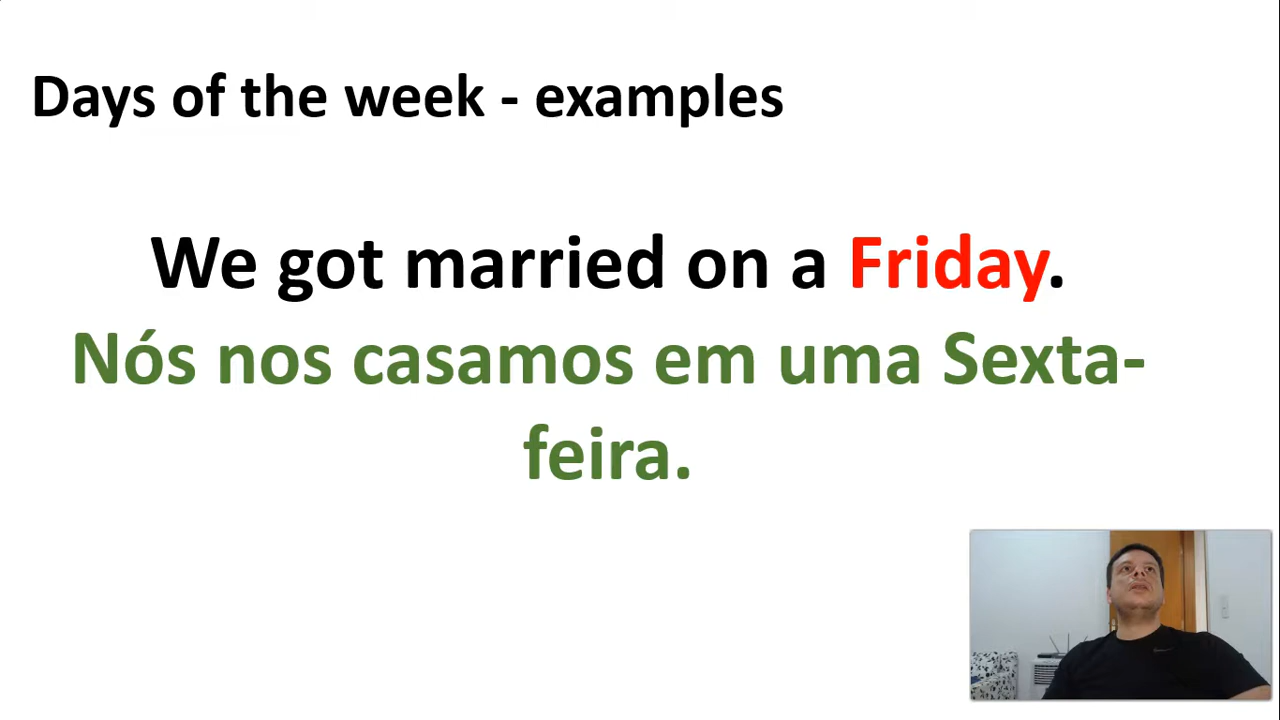 Days of the week - examples
We got married on a Friday.
Nós nos casamos em uma Sexta-
feira.